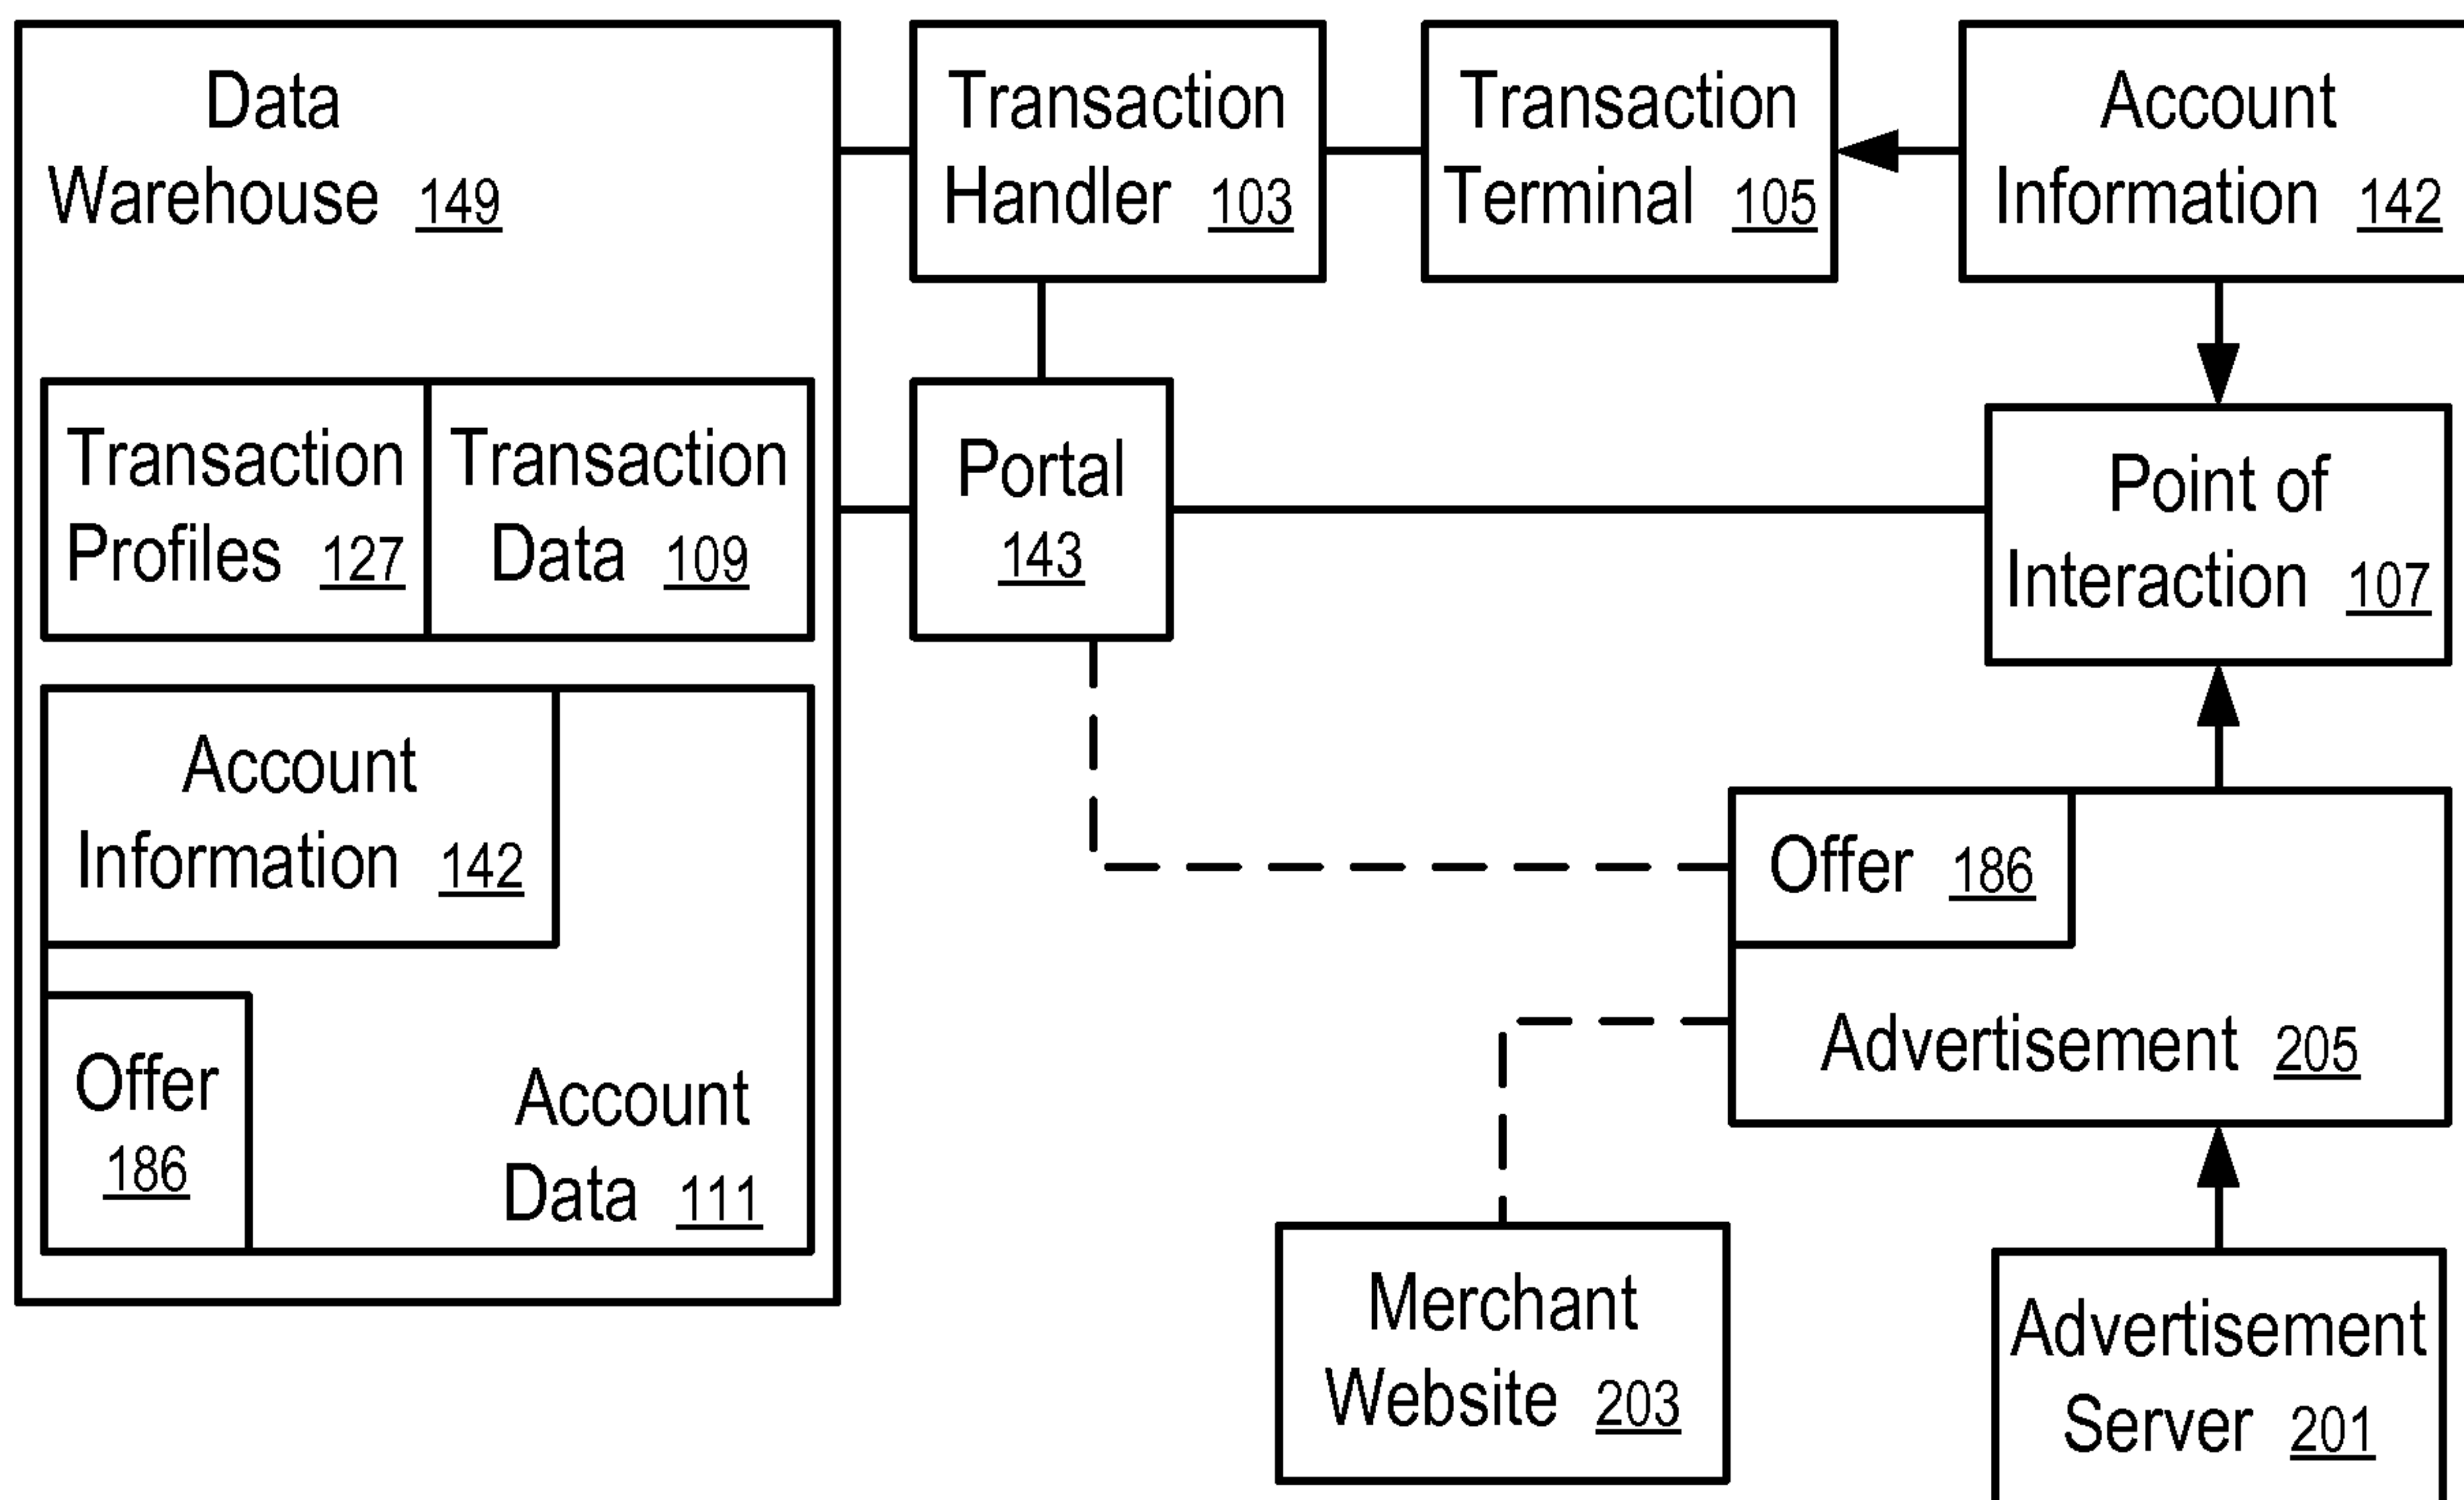 Data
Warehouse 149
Transaction
Handler 103
Transaction
Terminal 105
Account
Information 142
Transaction
Profiles 127
Transaction
Data 109
Portal
143
Point of
Interaction 107
Account
Information 142
Offer 186
Advertisement 205
Offer
186
Account
Data 111
Merchant
Website 203
Advertisement
Server 201